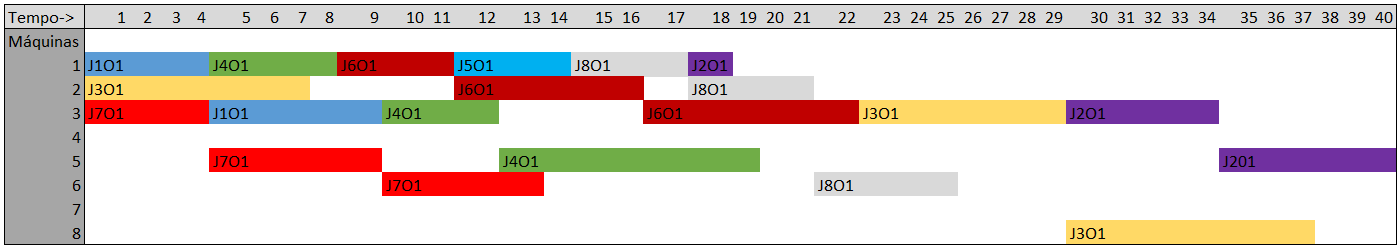 Tempo-> 1 2 3 4 5 6 7 8 9 10 11 12 13 14 15 16 17 18 19 20 21 22 23 24 25 26 27 28 29 30 31 32 33 34 35 36 37 38 39 40
Máquinas
1 J1O1 J4O1 J6O1 J5O1 J8O1 J2O1
2 J3O1 J6O1 J8O1
3 J7O1 J1O1 J4O1 J6O1 J3O1 J2O1
4
5 J7O1 J4O1 J201
6 J7O1 J8O1
7
8 J3O1